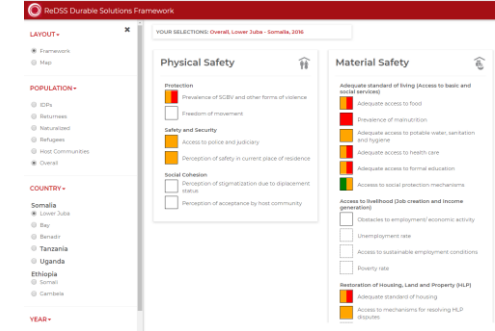 ReDSS Durable Solutions Framework
LAYOUT
Framework
Map
POPULATION
IDPs
Returnees
Naturalized
Refugees
Host Communities
Overall
COUNTRY
Somalia
Lower Juba
Bay
Banadir
Tanzania
Uganda
Ethiopia
Somali
Gambela
YEAR
YOUR SELECTIONS: Overall, Lower Juba - Somalia, 2016
Physical Safety
Protection
Prevalence of SGBV and other forms of violence
Freedom of movement
Safety and Security
Access to police and judiciary
Perception of safety in current place of residence
Social Cohesion
Perception of stigmatization due to diplacement
status
Perception of acceptance by host community
Material Safety
Adequate standard of living (Access to basic and
social services)
Adequate access to food
Prevalence of malnutrition
Adequate access to potable water, sanitation
and hygiene
Adequate access to health care
Adequate access to formal education
Access to social protection mechanisms
Access to livelihood (Job creation and income
generation)
Obstacles to employment/ economic activity
Unemployment rate
Access to sustainable employment conditions
Poverty rate
Restoration of Housing, Land and Property (HLP)
Adequate standard of housing
Access to mechanisms for resolving HLP
disputes